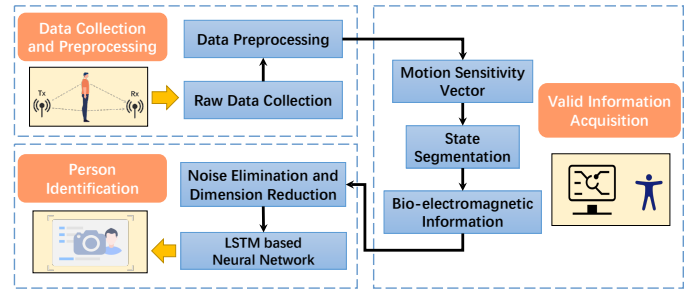 Data Collection
and Preprocessing
Tx
Rx
Data Preprocessing
Raw Data Collection
Motion Sensitivity
Vector
State
Segmentation
Bio-electromagnetic
Information
Valid Information
Acquisition
Person
Identification
Noise Elimination and
Dimension Reduction
LSTM based
Neural Network